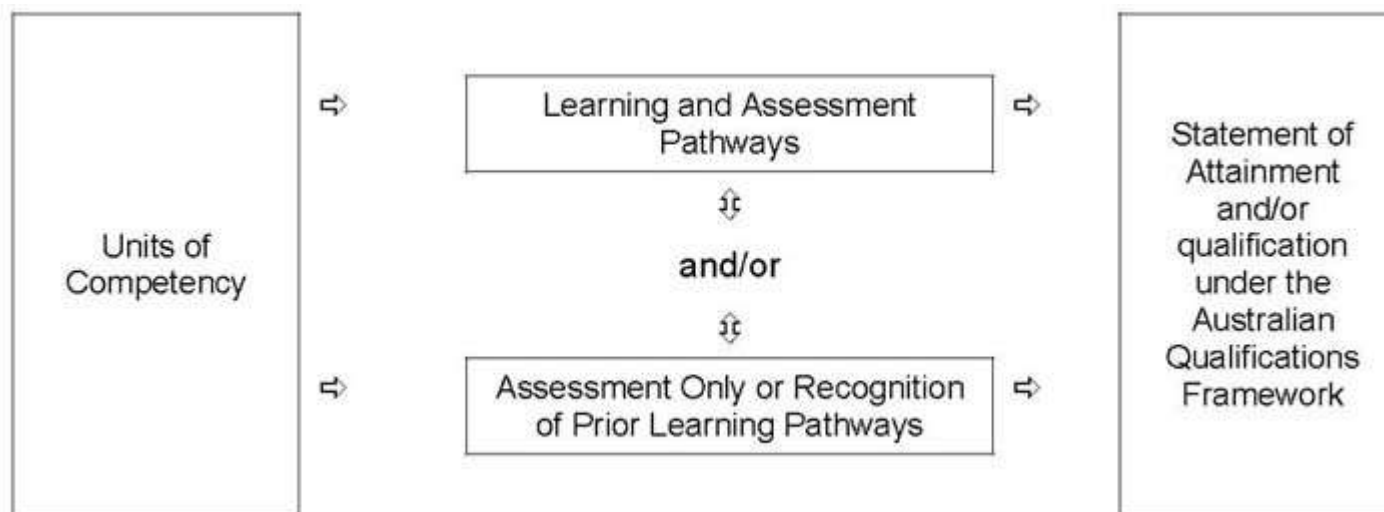 Units of
Competency
Learning and Assessment
Pathways
and/or
Assessment Only or Recognition
of Prior Learning Pathways
Statement of
Attainment
and/or
qualification
under the
Australian
Qualifications
Framework